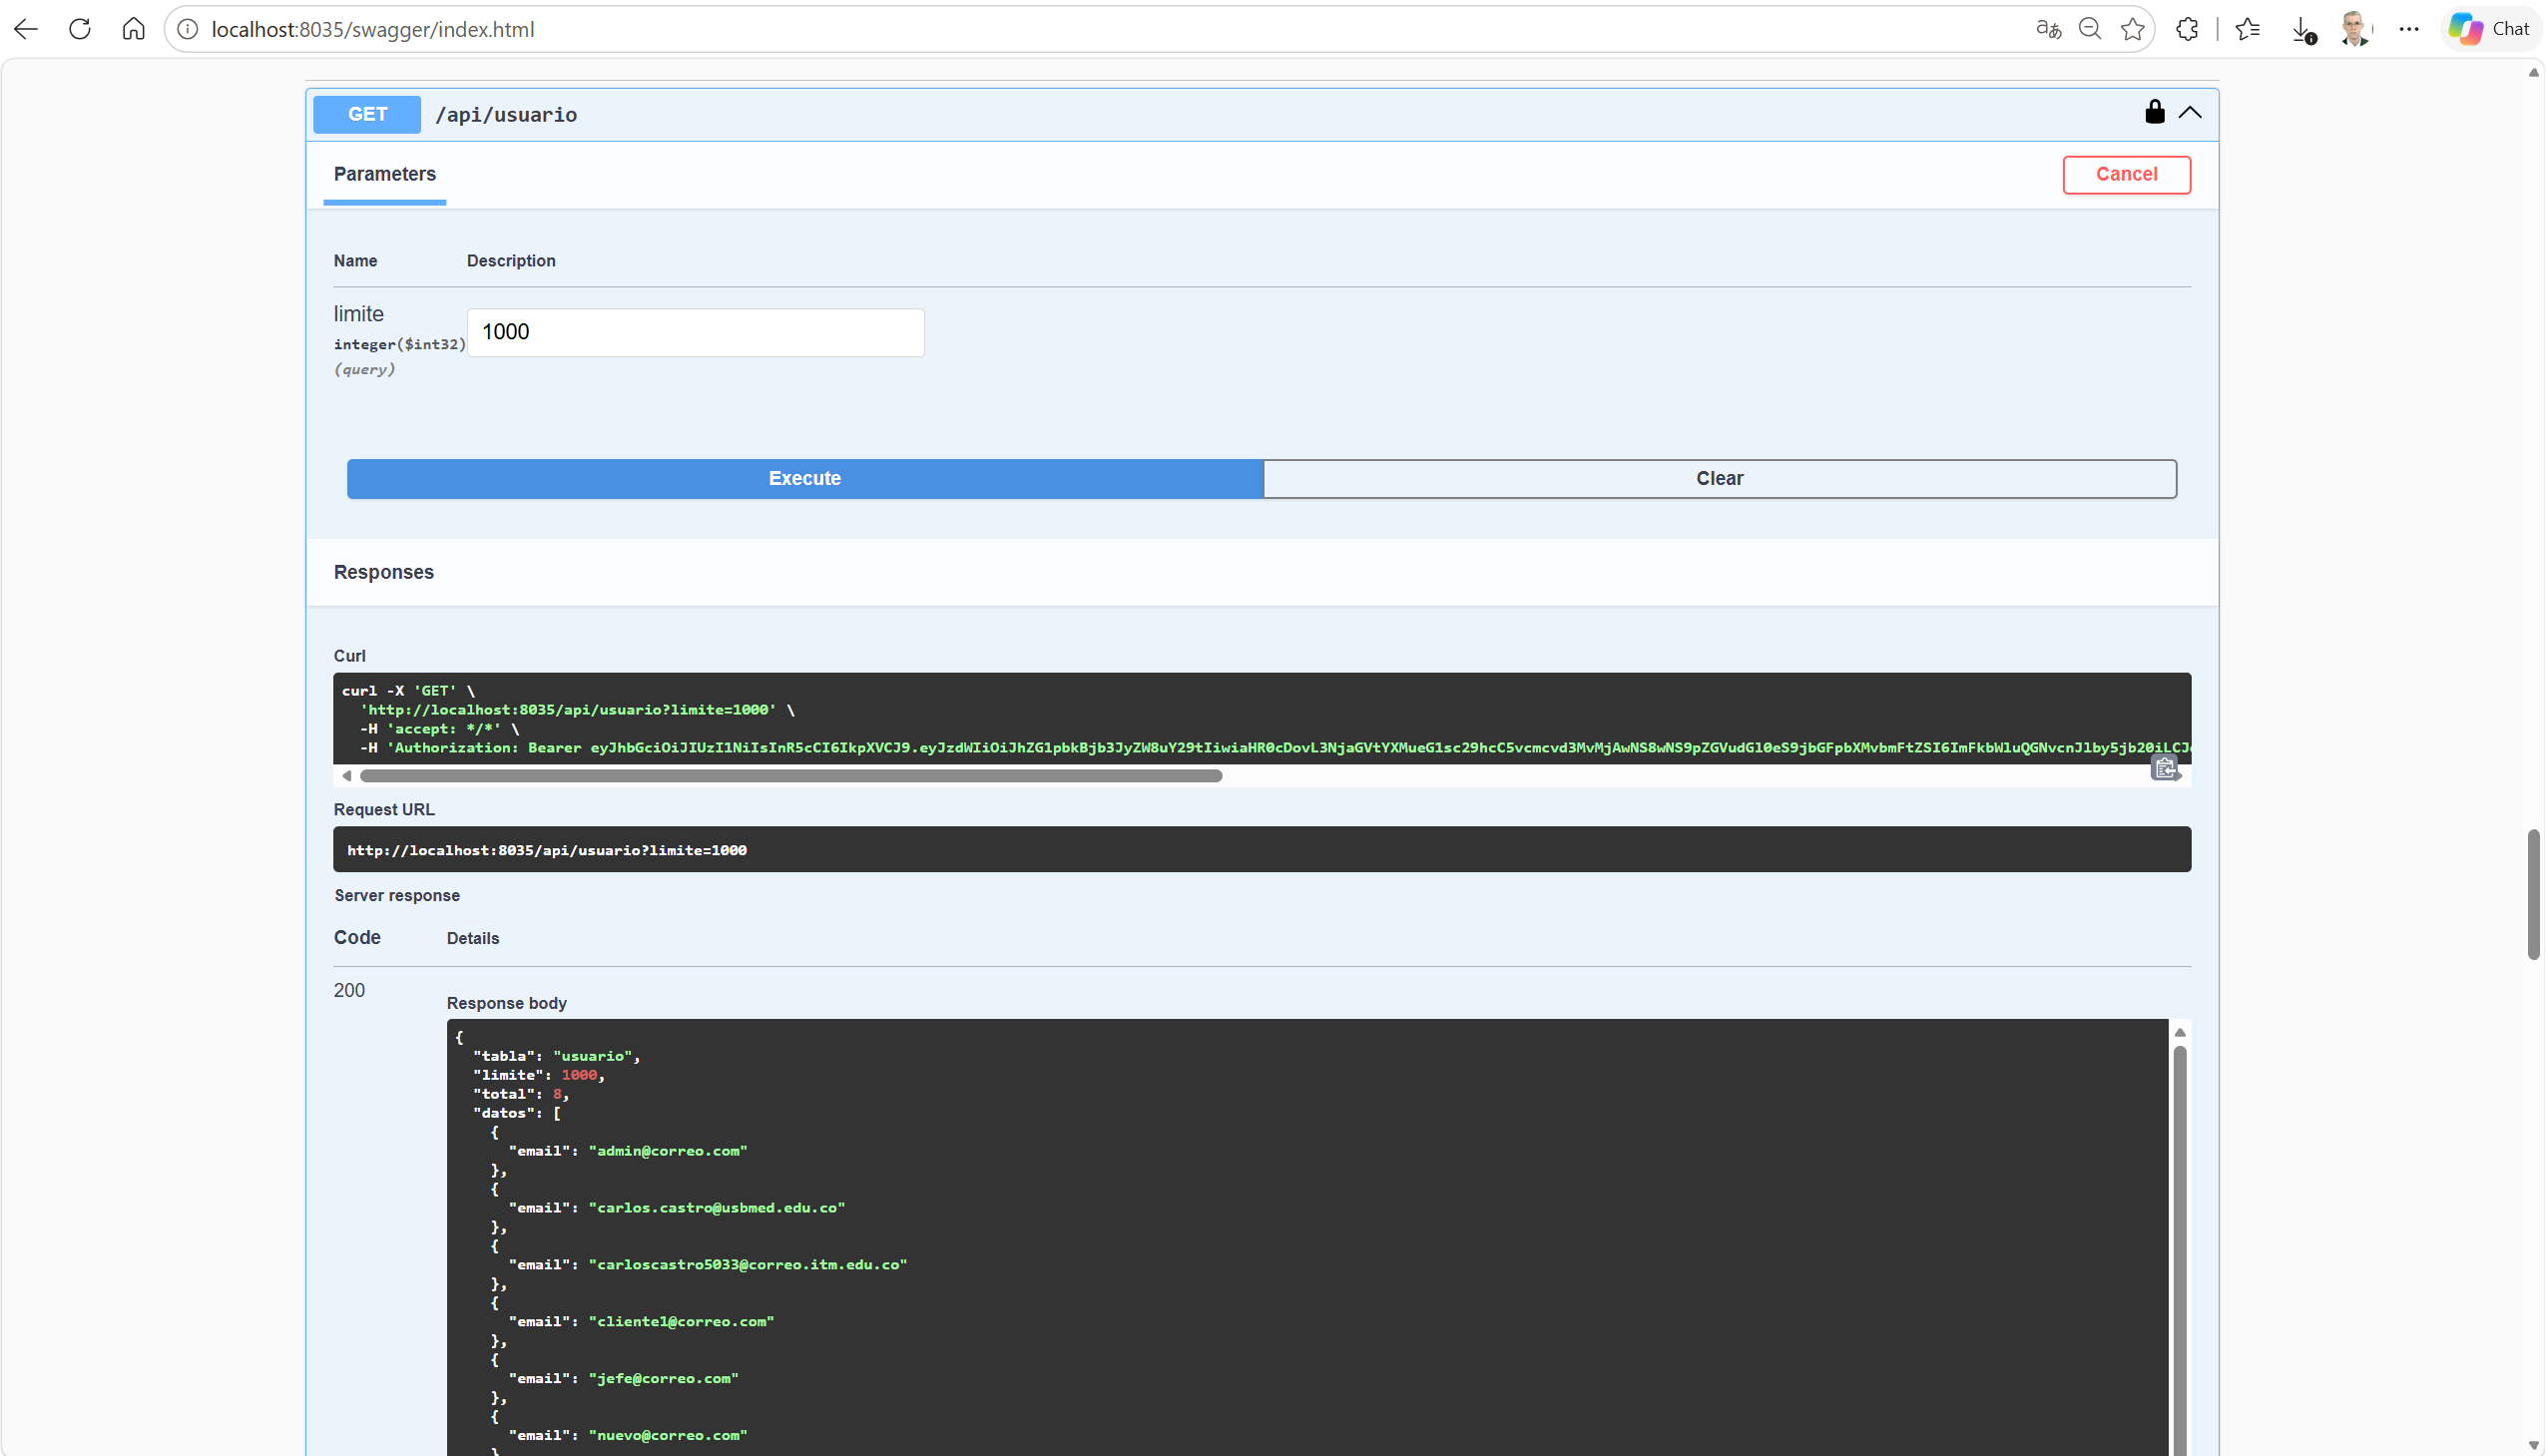 localhost:8035/swagger/index.html
Chat
GET /api/usuario
Parameters
Cancel
Name Description
limite
integer($int32)
(query)
1000
Execute Clear
Responses
Curl
curl -X 'GET' \
'http://localhost:8035/api/usuario?limite=1000' \
-H 'accept: */*' \
-H 'Authorization: Bearer
Request URL
http://localhost:8035/api/usuario?limite=1000
Server response
Code Details
200
Response body
{
"tabla": "usuario",
"limite": 1000,
"total": 8,
"datos": [
{
"email": "admin@correo.com"
},
{
"email": "carlos.castro@usbmed.edu.co"
},
{
"email": "carloscastro5033@correo.itm.edu.co"
},
{
"email": "cliente1@correo.com"
},
{
"email": "jefe@correo.com"
},
{
"email": "nuevo@correo.com"
}